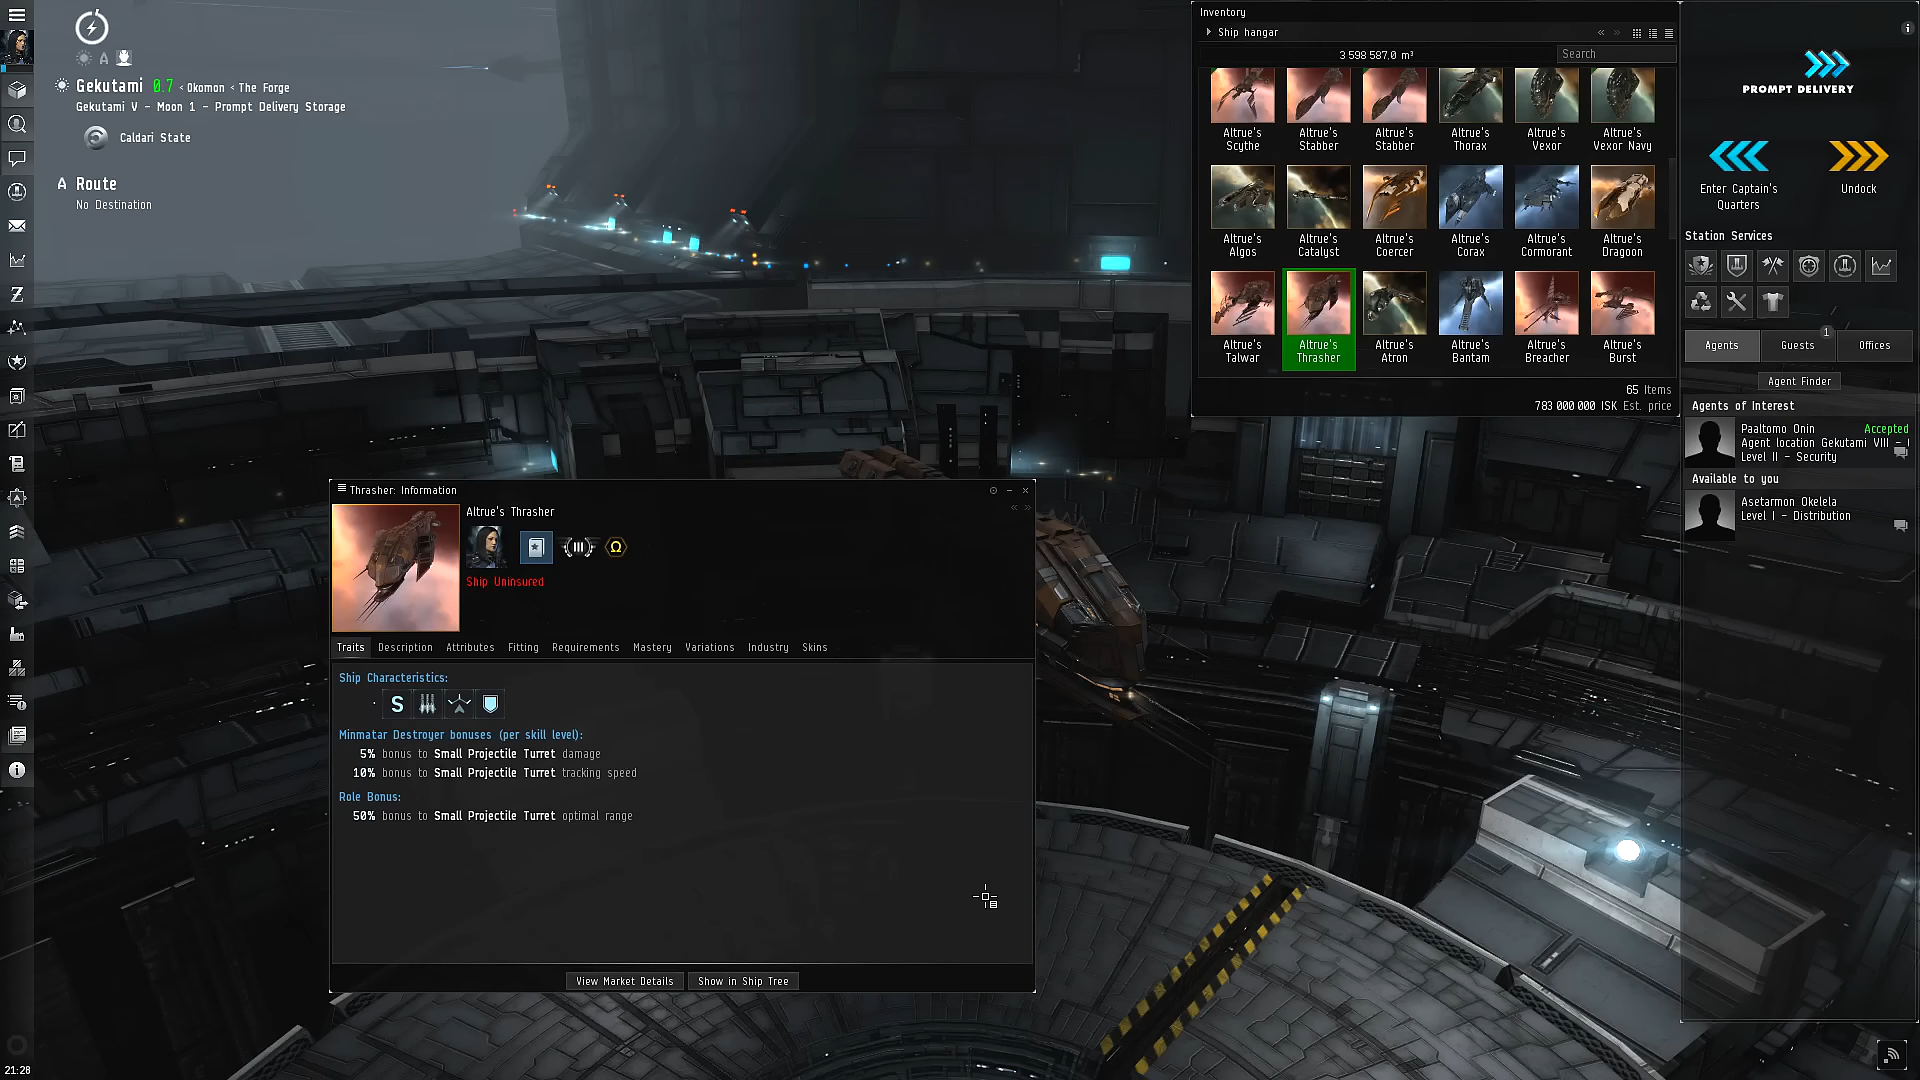 Gekutami 0.7 < Okomon < The Forge
Gekutami V - Moon 1 - Prompt Delivery Storage
Caldari State
A Route
No Destination
Z
21:28
Inventory
Ship hangar
3 598 587,0 m³
Search
Altrue's Scythe
Altrue's Stabber
Altrue's Stabber
Altrue's Thorax
Altrue's Vexor
Altrue's Vexor Navy
Altrue's Algos
Altrue's Catalyst
Altrue's Coercer
Altrue's Corax
Altrue's Cormorant
Altrue's Dragoon
Altrue's Talwar
Altrue's Thrasher
Altrue's Atron
Altrue's Bantam
Altrue's Breacher
Altrue's Burst
65 Items
783 000 000 ISK Est. price
PROMPT DELIVERY
Enter Captain's Quarters
Undock
Station Services
Agents
Guests
1
Offices
Agent Finder
Agents of Interest
Paaltomo Onin Accepted
Agent location Gekutami VIII -
Level II - Security
Available to you
Asetarmon Okelela
Level I - Distribution
Thrasher: Information
Altrue's Thrasher
III
Ω
Ship Uninsured
Traits Description Attributes Fitting Requirements Mastery Variations Industry Skins
Ship Characteristics:
S
Minmatar Destroyer bonuses (per skill level):
5% bonus to Small Projectile Turret damage
10% bonus to Small Projectile Turret tracking speed
Role Bonus:
50% bonus to Small Projectile Turret optimal range
View Market Details
Show in Ship Tree